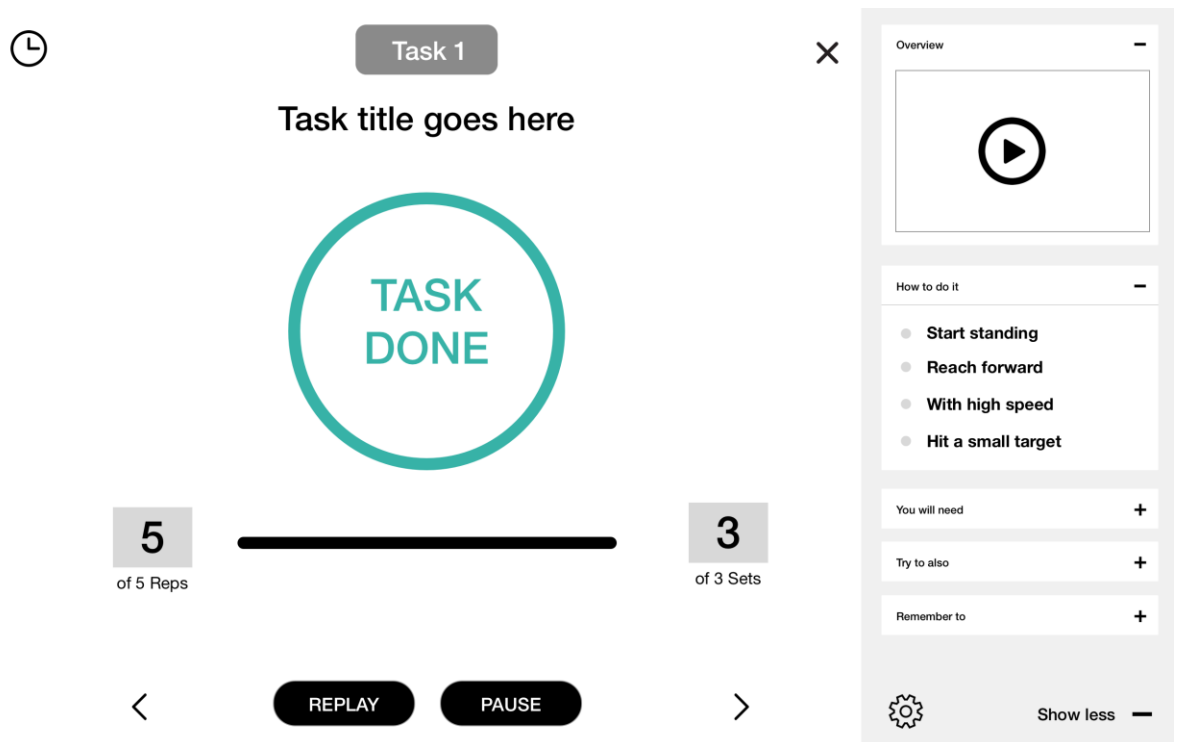 Task 1
Task title goes here
TASK
DONE
5
of 5 Reps
3
of 3 Sets
REPLAY
PAUSE
Overview
How to do it
Start standing
Reach forward
With high speed
Hit a small target
You will need
Try to also
Remember to
Show less